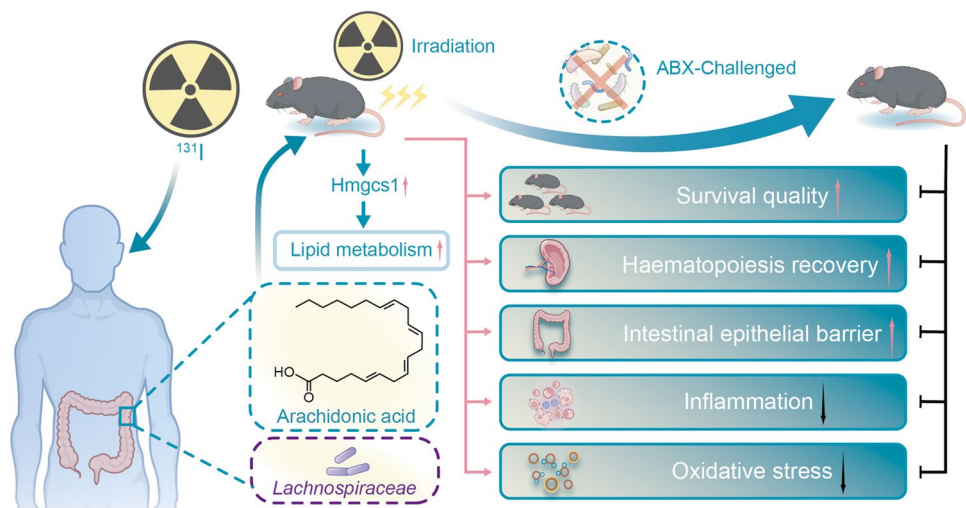 Irradiation
ABX-Challenged
¹³¹I
Hmgcs1
Lipid metabolism
HO
O
Arachidonic acid
Lachnospiraceae
Survival quality
Haematopoiesis recovery
Intestinal epithelial barrier
Inflammation
Oxidative stress